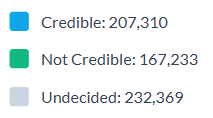 Credible: 207,310
Not Credible: 167,233
Undecided: 232,369